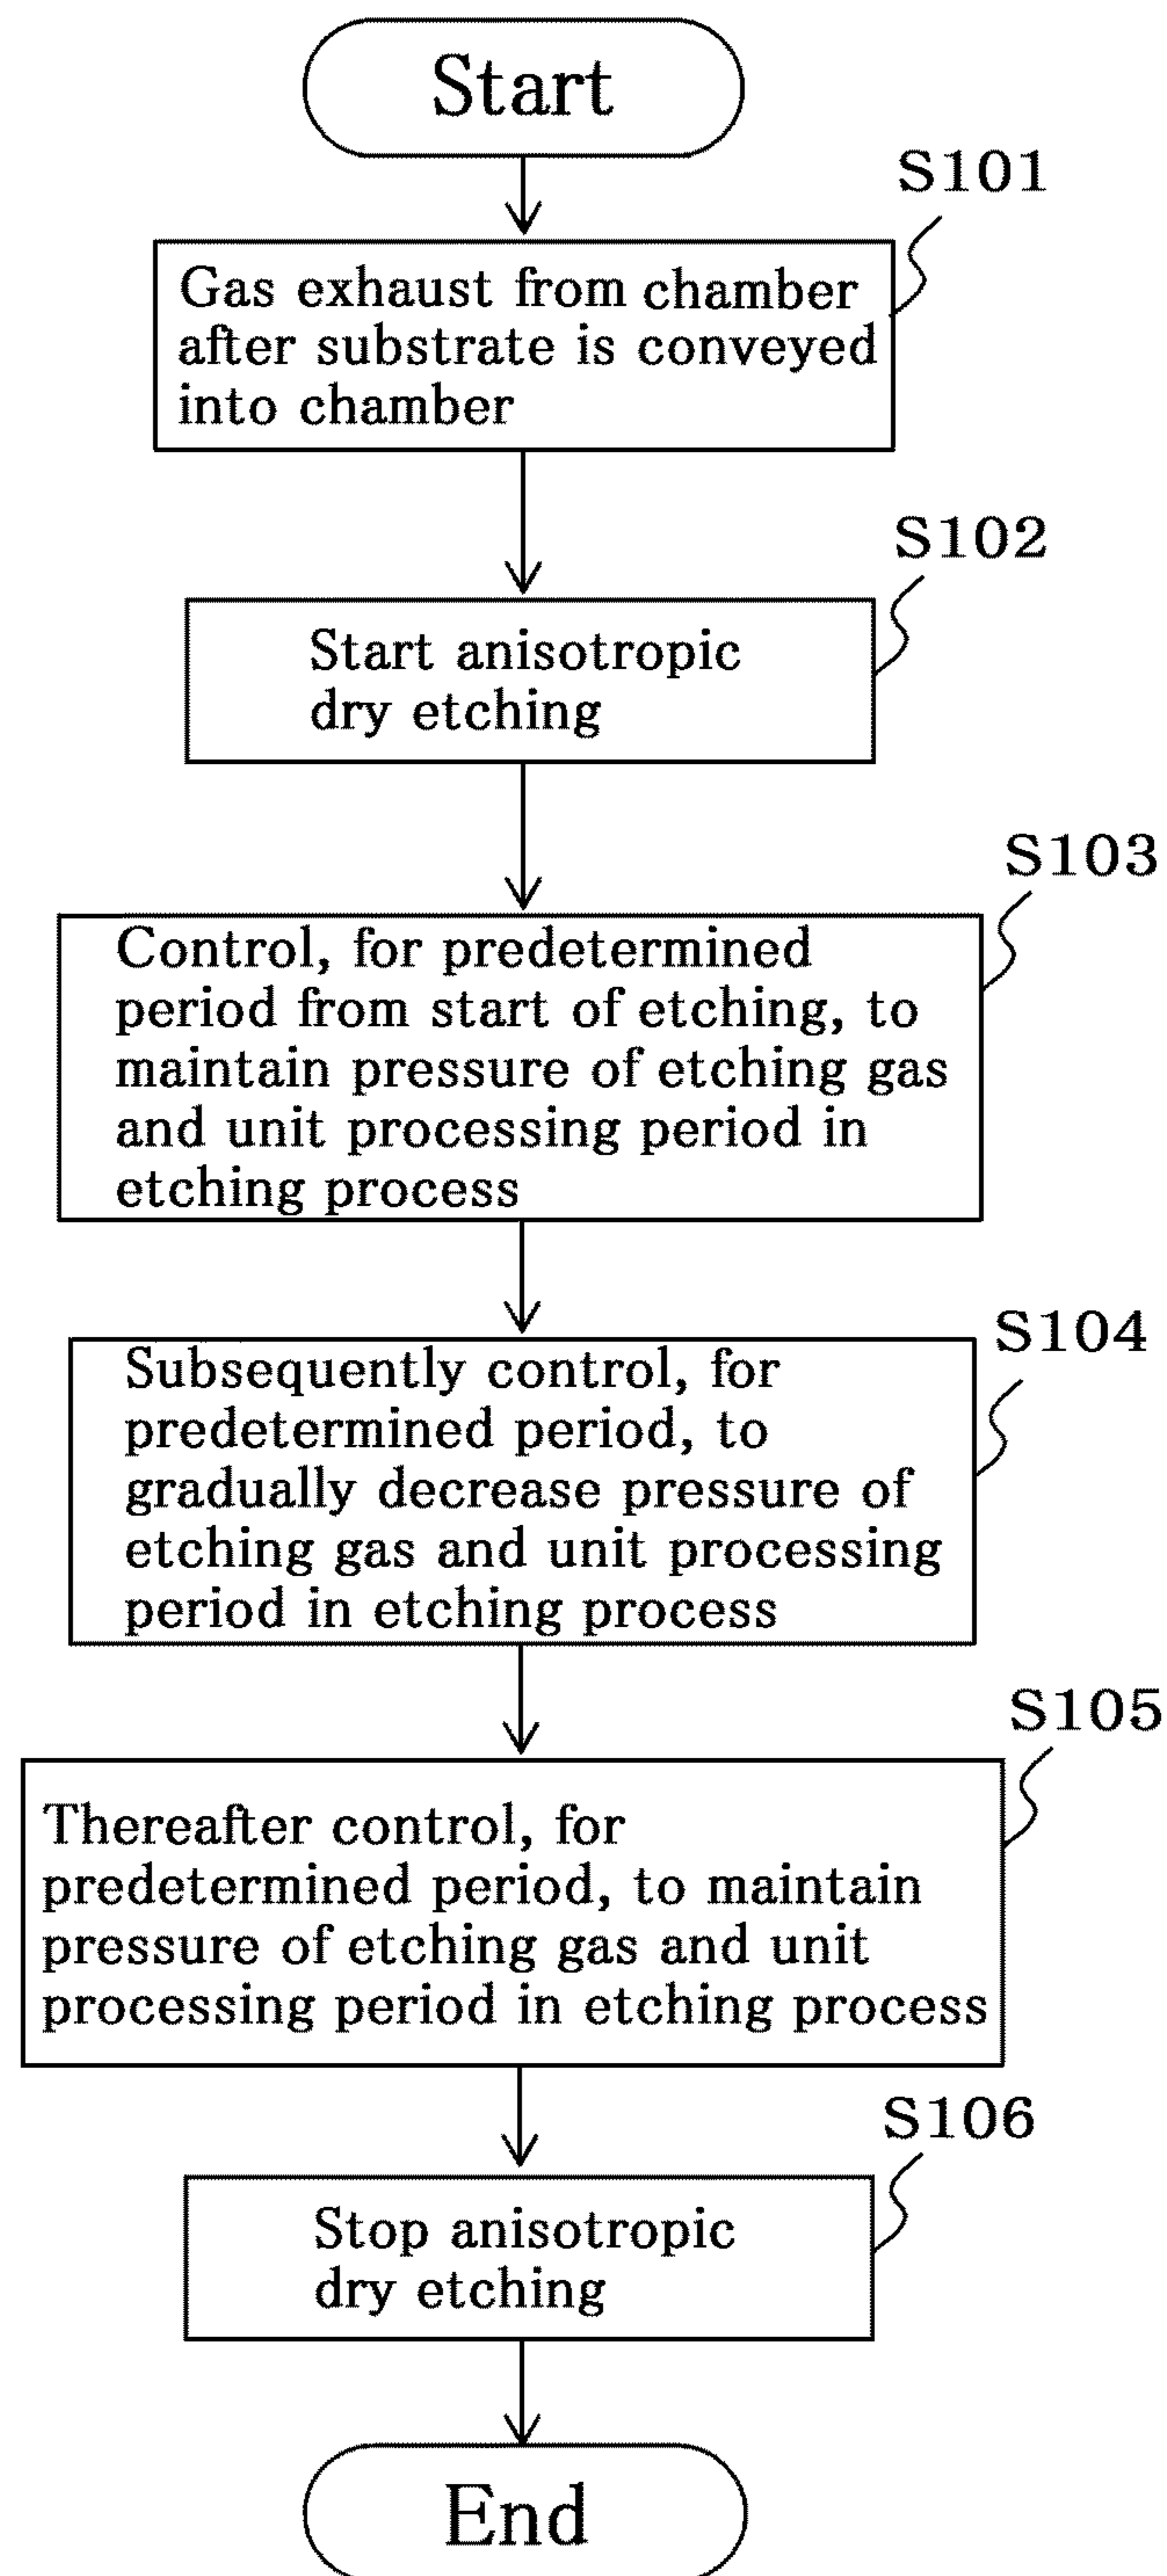 Start
S101
Gas exhaust from chamber
after substrate is conveyed
into chamber
S102
Start anisotropic
dry etching
S103
Control, for predetermined
period from start of etching, to
maintain pressure of etching gas
and unit processing period in
etching process
S104
Subsequently control, for
predetermined period, to
gradually decrease pressure of
etching gas and unit processing
period in etching process
S105
Thereafter control, for
predetermined period, to maintain
pressure of etching gas and unit
processing period in etching process
S106
Stop anisotropic
dry etching
End